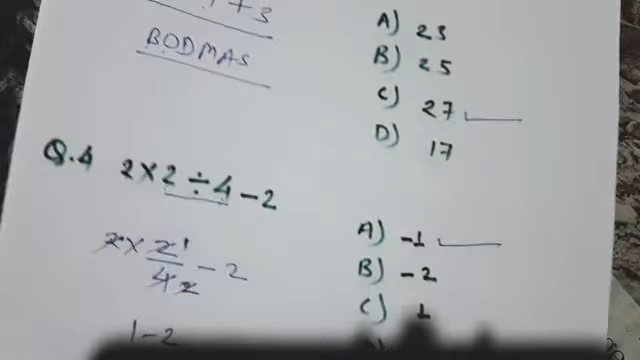 +3
BODMAS
A) 23
B) 25
C) 27
D) 17
Q.4 2×2÷4-2
2×2/4-2
1-2
A) -1
B) -2
C) 1